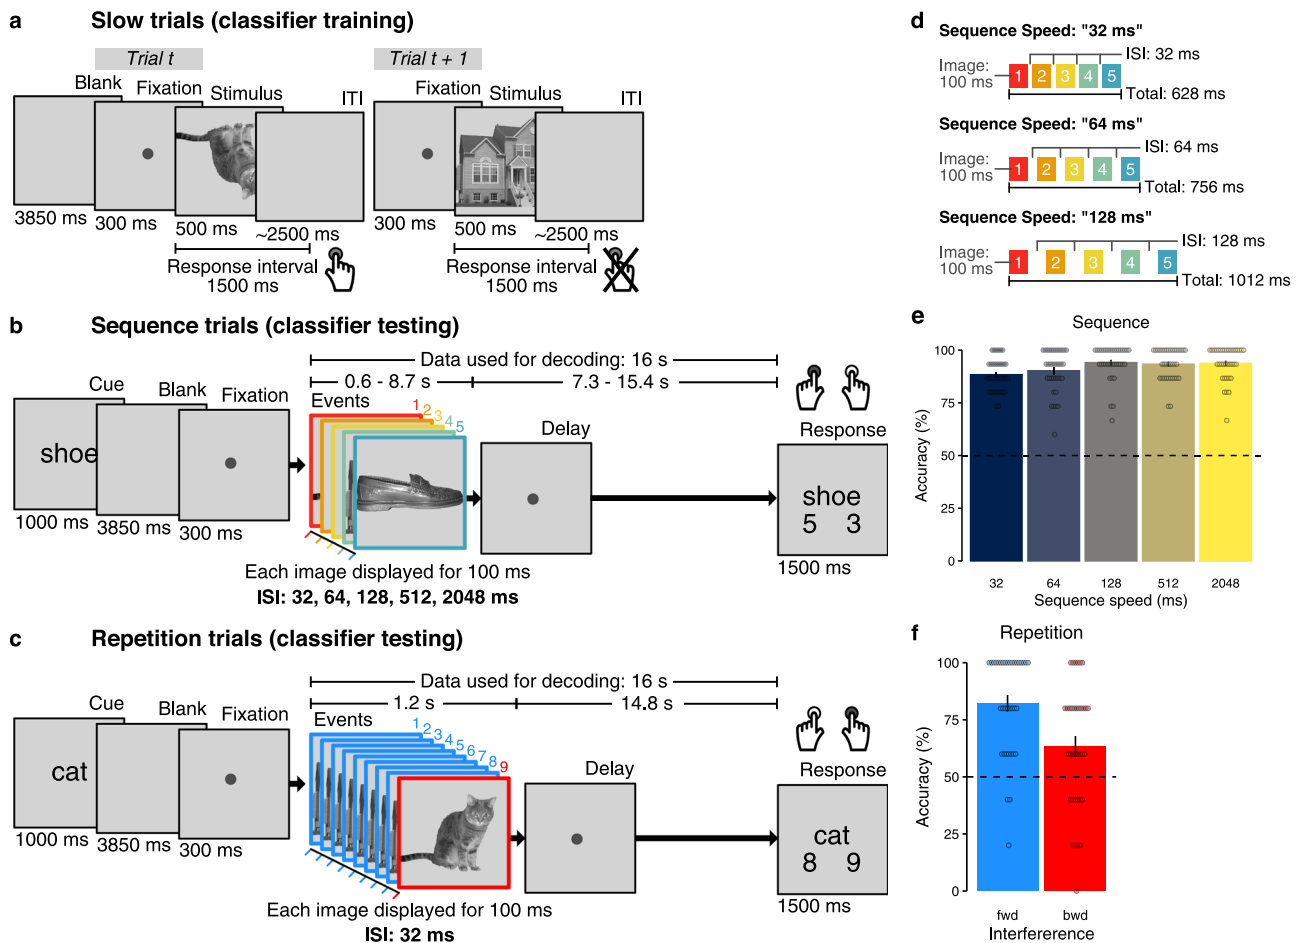 a Slow trials (classifier training)
Trial t
Trial t + 1
Blank
Fixation
Stimulus
ITI
Fixation
Stimulus
ITI
3850 ms
300 ms
500 ms
~2500 ms
300 ms
500 ms
~2500 ms
Response interval
1500 ms
Response interval
1500 ms
b Sequence trials (classifier testing)
Data used for decoding: 16 s
0.6 - 8.7 s
7.3 - 15.4 s
Cue
Blank
Fixation
Events
1
2
3
4
5
Delay
Response
shoe
shoe
5 3
1000 ms
3850 ms
300 ms
1500 ms
Each image displayed for 100 ms
ISI: 32, 64, 128, 512, 2048 ms
c Repetition trials (classifier testing)
Data used for decoding: 16 s
1.2 s
14.8 s
Cue
Blank
Fixation
Events
1
2
3
4
5
6
7
8
9
Delay
Response
cat
cat
8 9
1000 ms
3850 ms
300 ms
1500 ms
Each image displayed for 100 ms
ISI: 32 ms
d
Sequence Speed: "32 ms"
ISI: 32 ms
Image:
100 ms
1 2 3 4 5
Total: 628 ms
Sequence Speed: "64 ms"
ISI: 64 ms
Image:
100 ms
1 2 3 4 5
Total: 756 ms
Sequence Speed: "128 ms"
ISI: 128 ms
Image:
100 ms
1 2 3 4 5
Total: 1012 ms
e
Sequence
Accuracy (%)
100
75
50
25
0
32 64 128 512 2048
Sequence speed (ms)
f
Repetition
Accuracy (%)
100
75
50
25
0
fwd bwd
Interfererence